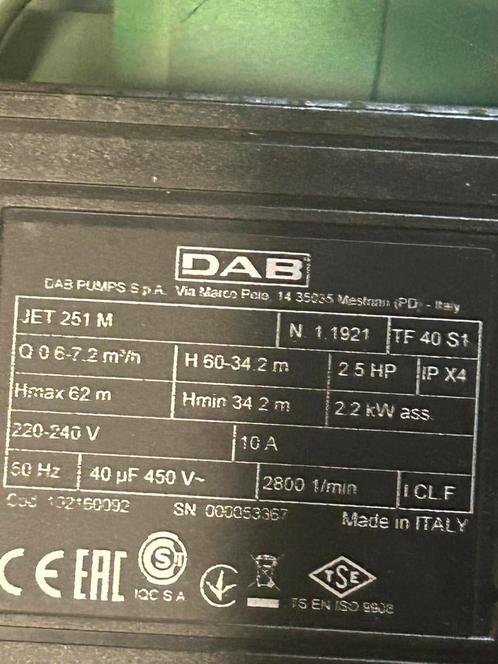 DAB
DAB PUMPS S.p.A. Via Marco Polo, 14 35035 Mestrino (PD) - Italy
JET 251 M N. 1.1921 TF 40 S1
Q 0.6-7.2 m³/h H 60-34.2 m 2.5 HP IP X4
Hmax 62 m Hmin 34.2 m 2.2 kW ass.
220-240 V 10 A
50 Hz 40 µF 450 V~ 2800 1/min I CL.F
Cod. 102160092 SN 000053367 Made in ITALY
CE EAC S IQC S A TSE
TS EN ISO 9908